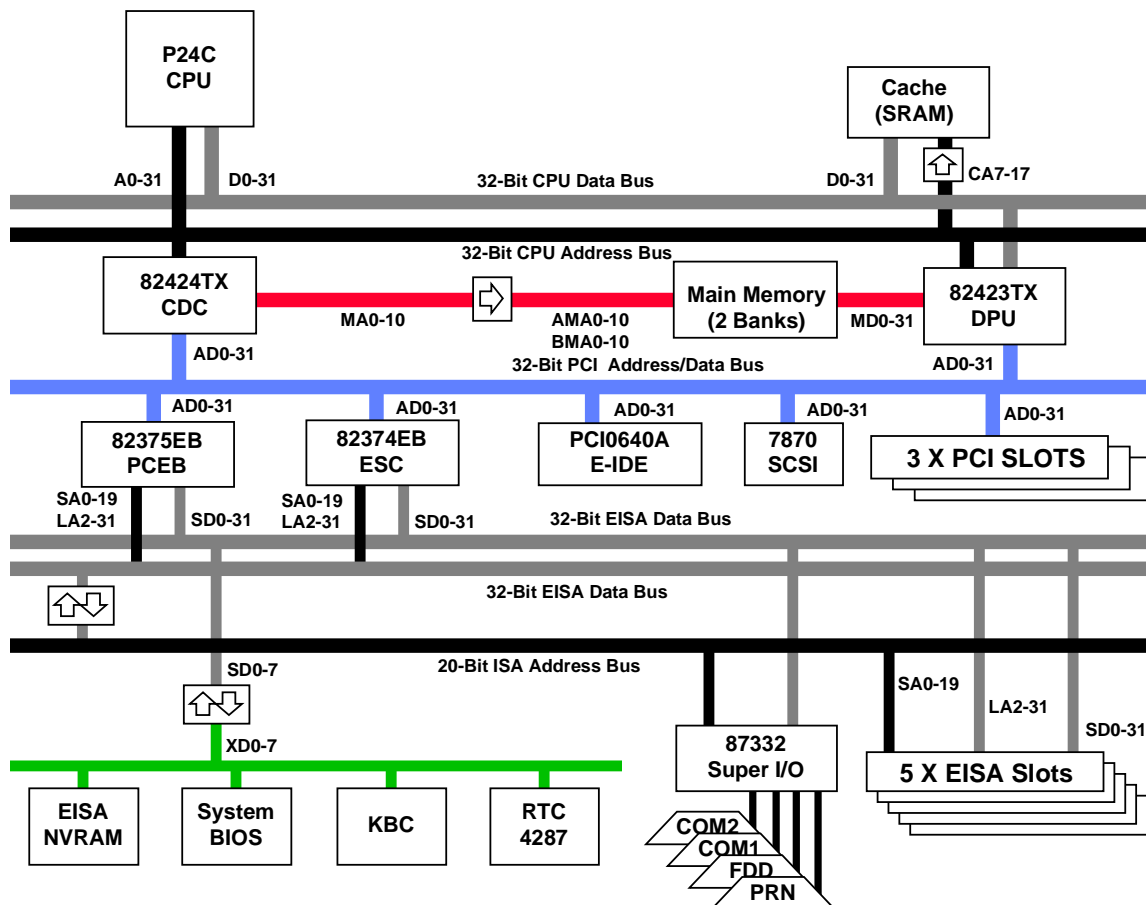 P24C
CPU
Cache
(SRAM)
A0-31
D0-31
32-Bit CPU Data Bus
D0-31
CA7-17
32-Bit CPU Address Bus
82424TX
CDC
MA0-10
AMA0-10
BMA0-10
Main Memory
(2 Banks)
MD0-31
82423TX
DPU
AD0-31
32-Bit PCI  Address/Data Bus
AD0-31
AD0-31
AD0-31
AD0-31
AD0-31
AD0-31
82375EB
PCEB
82374EB
ESC
PCI0640A
E-IDE
7870
SCSI
3 X PCI SLOTS
SA0-19
LA2-31
SD0-31
SA0-19
LA2-31
SD0-31
32-Bit EISA Data Bus
32-Bit EISA Data Bus
20-Bit ISA Address Bus
SD0-7
SA0-19
LA2-31
SD0-31
XD0-7
87332
Super I/O
5 X EISA Slots
EISA
NVRAM
System
BIOS
KBC
RTC
4287
COM2
COM1
FDD
PRN